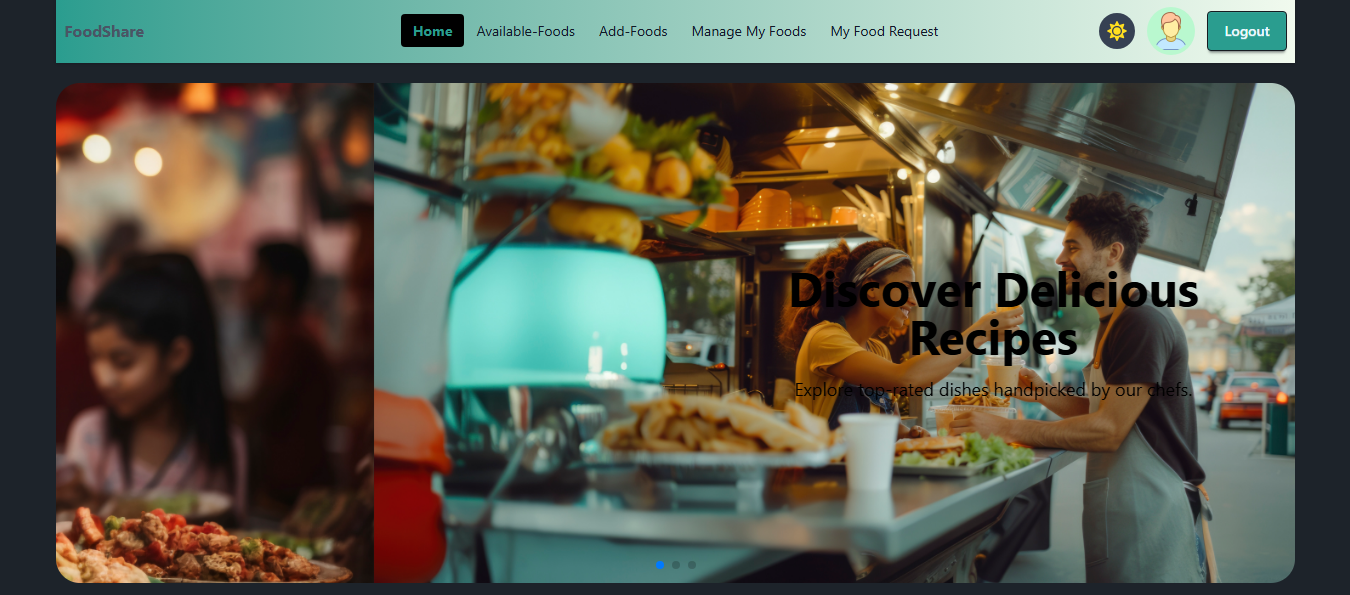 FoodShare
Home
Available-Foods
Add-Foods
Manage My Foods
My Food Request
Logout
Discover Delicious
Recipes
Explore top-rated dishes handpicked by our chefs.